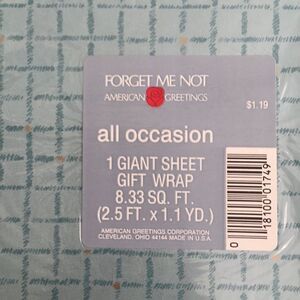 FORGET ME NOT
AMERICAN GREETINGS
$1.19
all occasion
1 GIANT SHEET
GIFT WRAP
8.33 SQ. FT.
(2.5 FT. x 1.1 YD.)
AMERICAN GREETINGS CORPORATION
CLEVELAND, OHIO 44144 MADE IN U.S.A.
0 18100 01749